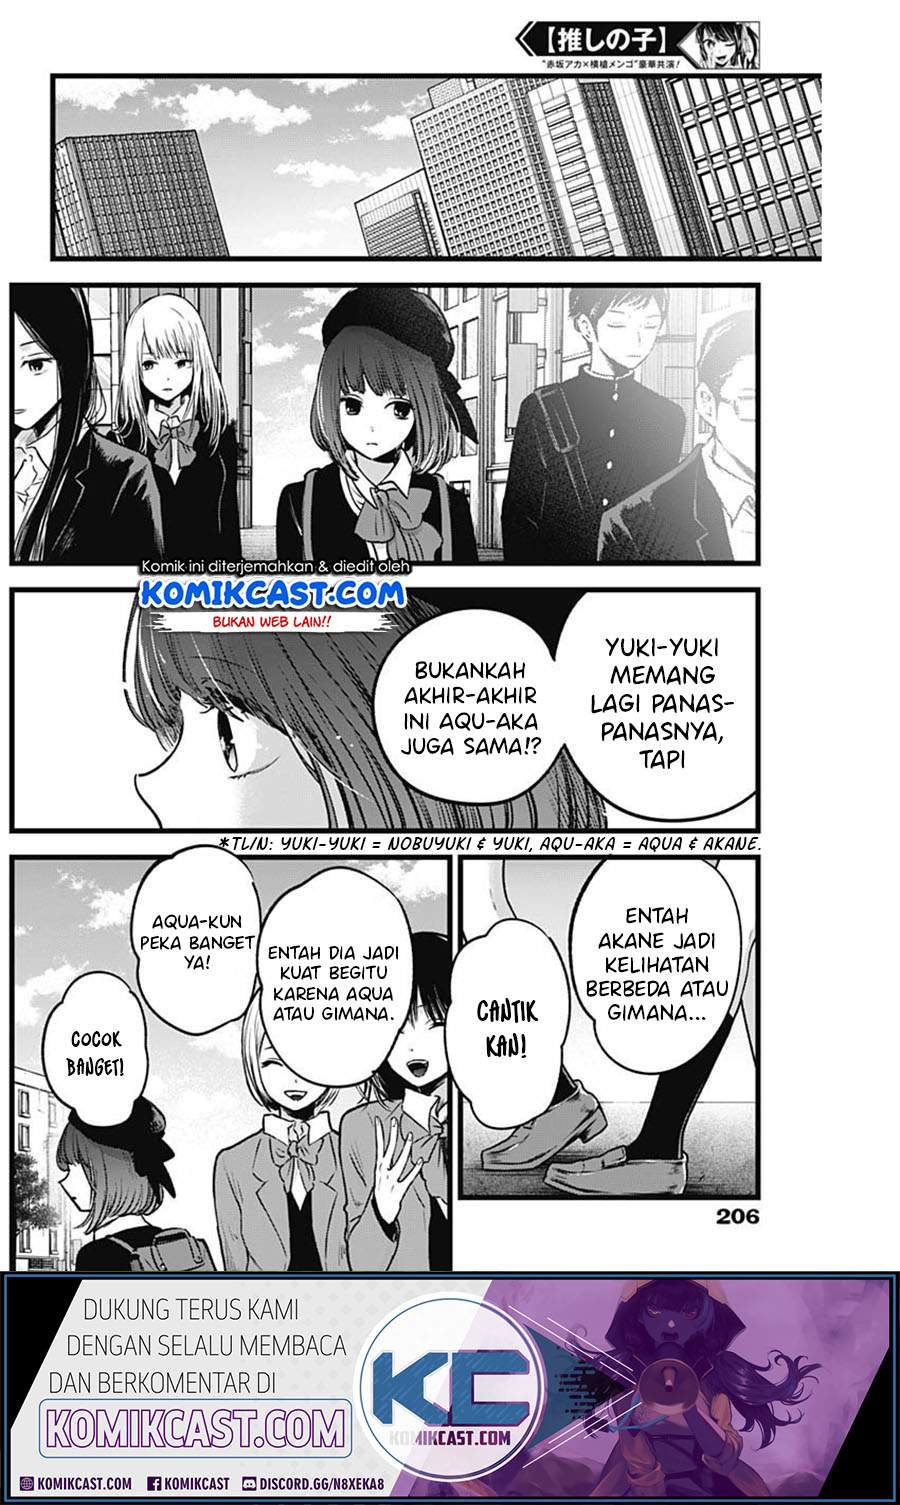 【推しの子】
"赤坂アカ×横槍メンゴ"豪華共演!
Komik ini diterjemahkan & diedit oleh
KOMIKCAST.COM
BUKAN WEB LAIN!!
YUKI-YUKI
MEMANG
LAGI PANAS-
PANASNYA,
TAPI
BUKANKAH
AKHIR-AKHIR
INI AQU-AKA
JUGA SAMA!?
*TL/N: YUKI-YUKI = NOBUYUKI & YUKI, AQU-AKA = AQUA & AKANE.
ENTAH
AKANE JADI
KELIHATAN
BERBEDA ATAU
GIMANA...
CANTIK
KAN!
ENTAH DIA JADI
KUAT BEGITU
KARENA AQUA
ATAU GIMANA.
AQUA-KUN
PEKA BANGET
YA!
COCOK
BANGET!
206
DUKUNG TERUS KAMI
DENGAN SELALU MEMBACA
DAN BERKOMENTAR DI
KOMIKCAST.COM
KC
KOMIKCAST.COM
KOMIKCAST.COM
KOMIKCAST
DISCORD.GG/N8XEKA8